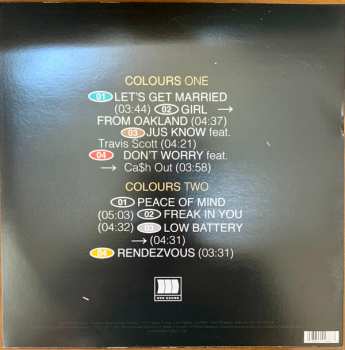 COLOURS ONE
01 LET'S GET MARRIED
(03:44) 02 GIRL →
FROM OAKLAND (04:37)
03 JUS KNOW feat.
Travis Scott (04:21)
04 DON'T WORRY feat.
→ Ca$h Out (03:58)
COLOURS TWO
01 PEACE OF MIND
(05:03) 02 FREAK IN YOU
(04:32) 03 LOW BATTERY
→ (04:31)
04 RENDEZVOUS (03:31)